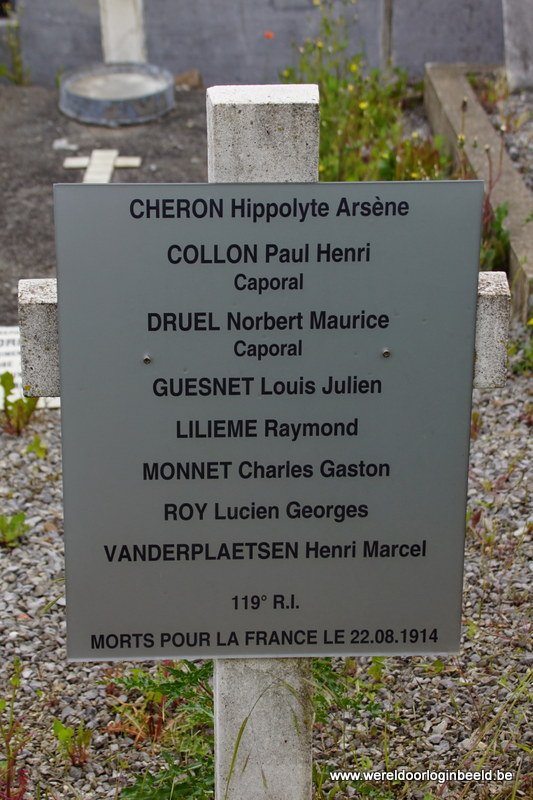 CHERON Hippolyte Arsène
COLLON Paul Henri
Caporal
DRUEL Norbert Maurice
Caporal
GUESNET Louis Julien
LILIEME Raymond
MONNET Charles Gaston
ROY Lucien Georges
VANDERPLAETSEN Henri Marcel
119° R.I.
MORTS POUR LA FRANCE LE 22.08.1914
www.wereldoorloginbeeld.be